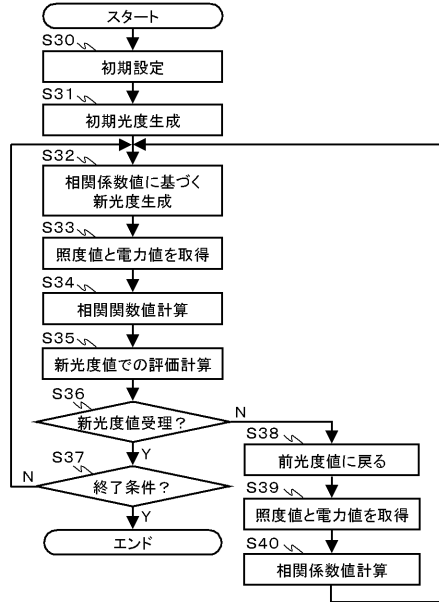 スタート
S30
初期設定
S31
初期光度生成
S32
相関係数値に基づく
新光度生成
S33
照度値と電力値を取得
S34
相関関数値計算
S35
新光度値での評価計算
S36
新光度値受理？
N
Y
S37
N
終了条件？
Y
エンド
S38
前光度値に戻る
S39
照度値と電力値を取得
S40
相関係数値計算